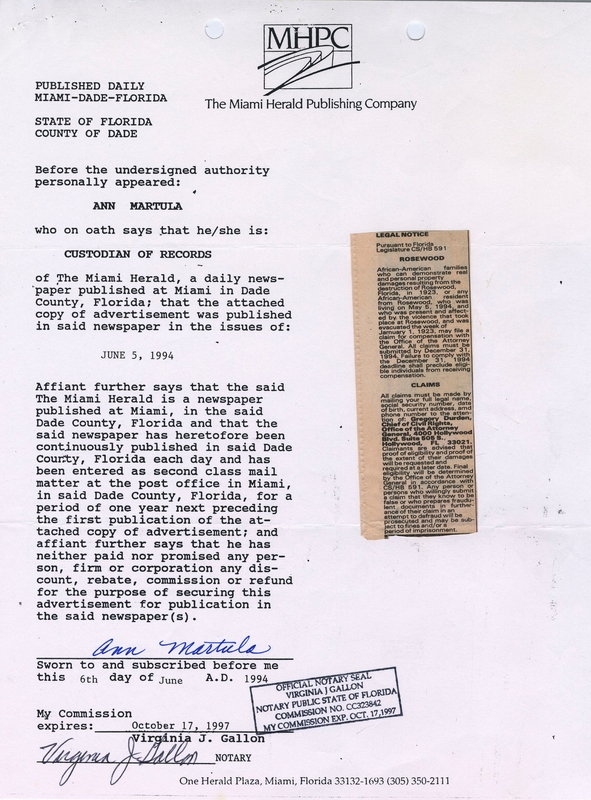 MHPC
The Miami Herald Publishing Company
PUBLISHED DAILY
MIAMI-DADE-FLORIDA
STATE OF FLORIDA
COUNTY OF DADE
Before the undersigned authority
personally appeared:
ANN MARTULA
who on oath says that he/she is:
CUSTODIAN OF RECORDS
of The Miami Herald, a daily news-
paper published at Miami in Dade
County, Florida; that the attached
copy of advertisement was published
in said newspaper in the issues of:
JUNE 5, 1994
Affiant further says that the said
The Miami Herald is a newspaper
published at Miami, in the said
Dade County, Florida and that the
said newspaper has heretofore been
continuously published in said Dade
County, Florida each day and has
been entered as second class mail
matter at the post office in Miami,
in said Dade County, Florida, for a
period of one year next preceding
the first publication of the at-
tached copy of advertisement; and
affiant further says that he has
neither paid nor promised any per-
son, firm or corporation any dis-
count, rebate, commission or refund
for the purpose of securing this
advertisement for publication in
the said newspaper(s).
Ann Martula
Sworn to and subscribed before me
this 6th day of June A.D. 1994
My Commission
expires: October 17, 1997
Virginia J. Gallon
Virginia J Gallon NOTARY
OFFICIAL NOTARY SEAL
VIRGINIA J GALLON
NOTARY PUBLIC STATE OF FLORIDA
COMMISSION NO. CC323842
MY COMMISSION EXP. OCT. 17,1997
LEGAL NOTICE
Pursuant to Florida
Legislature CS/HB 591
ROSEWOOD
African-American families
who can demonstrate real
and personal property
damages resulting from the
destruction of Rosewood,
Florida, in 1923, or any
African-American resident
from Rosewood, who was
living on May 5, 1994, and
who was present and affect-
ed by the violence that took
place at Rosewood, and was
evacuated the week of
January 1, 1923, may file a
claim for compensation with
the Office of the Attorney
General. All claims must be
submitted by December 31,
1994. Failure to comply with
the December 31, 1994
deadline shall preclude eligi-
ble individuals from receiving
compensation.
CLAIMS
All claims must be made by
mailing your full legal name,
social security number, date
of birth, current address, amd
phone number to the atten-
tion of: Gregory Durden,
Chief of Civil Rights,
Office of the Attorney
General, 4000 Hollywood
Blvd. Suite 505 S.,
Hollywood, FL 33021.
Claimants are advised that
proof of eligibility and proof of
the extent of their damages
will be requested and
required at a later date. Final
eligibility will be determined
by the Office of the Attorney
General in accordance with
CS/HB 591. Any person or
persons who willingly submit
a claim that they know to be
false or who prepares fraudu-
lent documents in further-
ance of their claim in an
attempt to defraud will be
prosecuted and may be sub-
ject to fines and/or a
period of imprisonment.
One Herald Plaza, Miami, Florida 33132-1693 (305) 350-2111